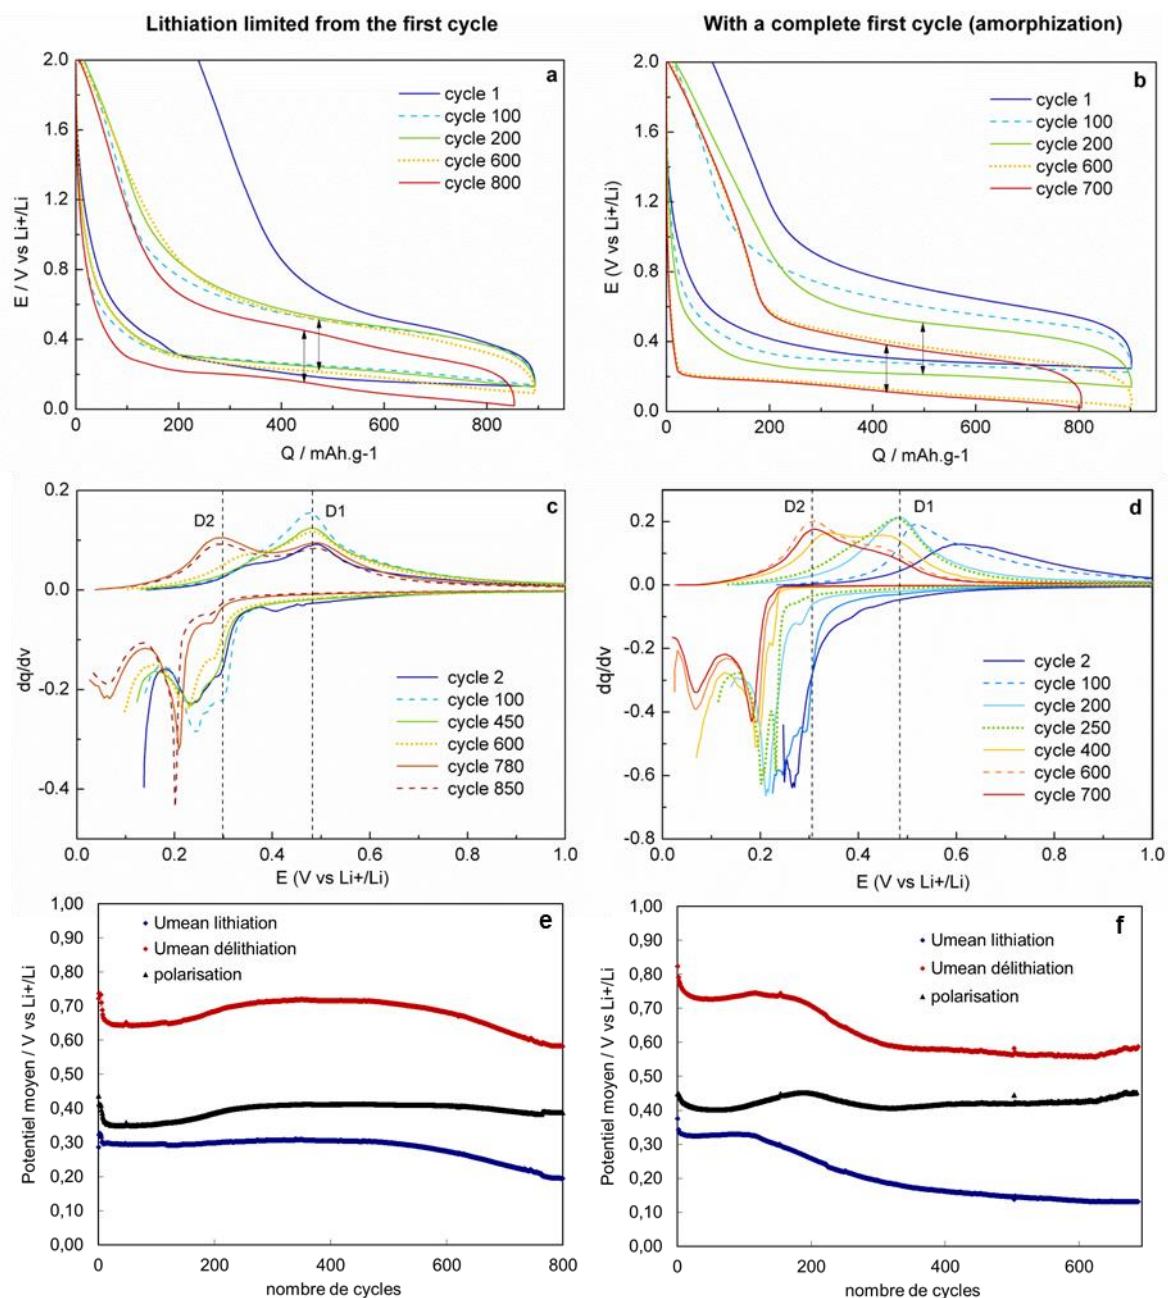 Lithiation limited from the first cycle
With a complete first cycle (amorphization)
a
2.0
1.6
1.2
0.8
0.4
0.0
E / V vs Li+/Li)
cycle 1
cycle 100
cycle 200
cycle 600
cycle 800
0
200
400
600
800
Q / mAh.g-1
b
2.0
1.6
1.2
0.8
0.4
0.0
E (V vs Li+/Li)
cycle 1
cycle 100
cycle 200
cycle 600
cycle 700
0
200
400
600
800
Q / mAh.g-1
c
0.2
0.0
-0.2
-0.4
dq/dv
D2
D1
cycle 2
cycle 100
cycle 450
cycle 600
cycle 780
cycle 850
0.0
0.2
0.4
0.6
0.8
1.0
E (V vs Li+/Li)
d
0.2
0.0
-0.2
-0.4
-0.6
-0.8
dq/dv
D2
D1
cycle 2
cycle 100
cycle 200
cycle 250
cycle 400
cycle 600
cycle 700
0.0
0.2
0.4
0.6
0.8
1.0
E (V vs Li+/Li)
e
1,00
0,90
0,80
0,70
0,60
0,50
0,40
0,30
0,20
0,10
0,00
Potentiel moyen / V vs Li+/Li
Umean lithiation
Umean délithiation
polarisation
0
200
400
600
800
nombre de cycles
f
1,00
0,90
0,80
0,70
0,60
0,50
0,40
0,30
0,20
0,10
0,00
Potentiel moyen / V vs Li+/Li
Umean lithiation
Umean délithiation
polarisation
0
200
400
600
nombre de cycles